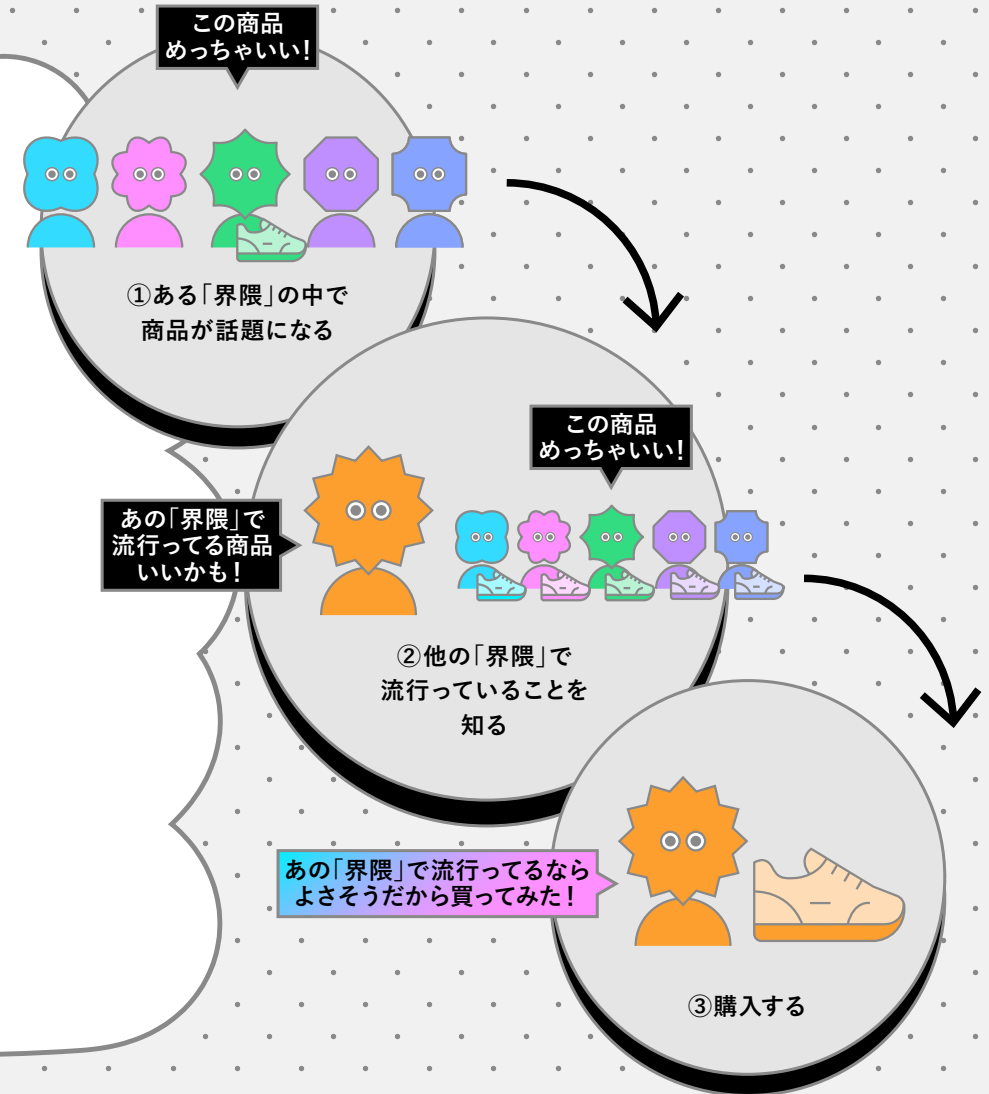 この商品
めっちゃいい！
①ある「界隈」の中で
商品が話題になる
この商品
めっちゃいい！
あの「界隈」で
流行ってる商品
いいかも！
②他の「界隈」で
流行っていることを
知る
あの「界隈」で流行ってるなら
よさそうだから買ってみた！
③購入する